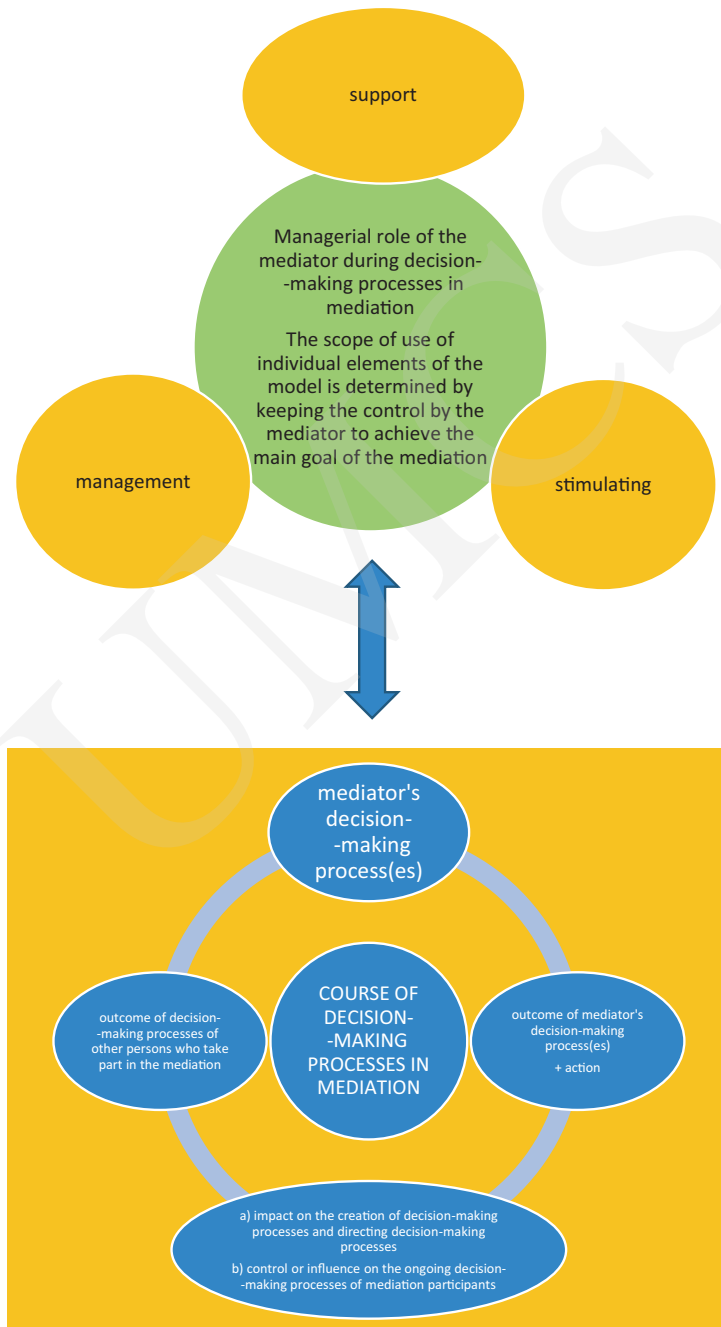 support
Managerial role of the
mediator during decision-
-making processes in
mediation
The scope of use of
individual elements of the
model is determined by
keeping the control by the
mediator to achieve the
main goal of the mediation
management
stimulating
UMCS
mediator's
decision-
-making
process(es)
outcome of decision-
-making processes of
other persons who take
part in the mediation
COURSE OF
DECISION-
-MAKING
PROCESSES IN
MEDIATION
outcome of mediator's
decision-making
process(es)
+ action
a) impact on the creation of decision-making
processes and directing decision-making
processes
b) control or influence on the ongoing decision-
-making processes of mediation participants